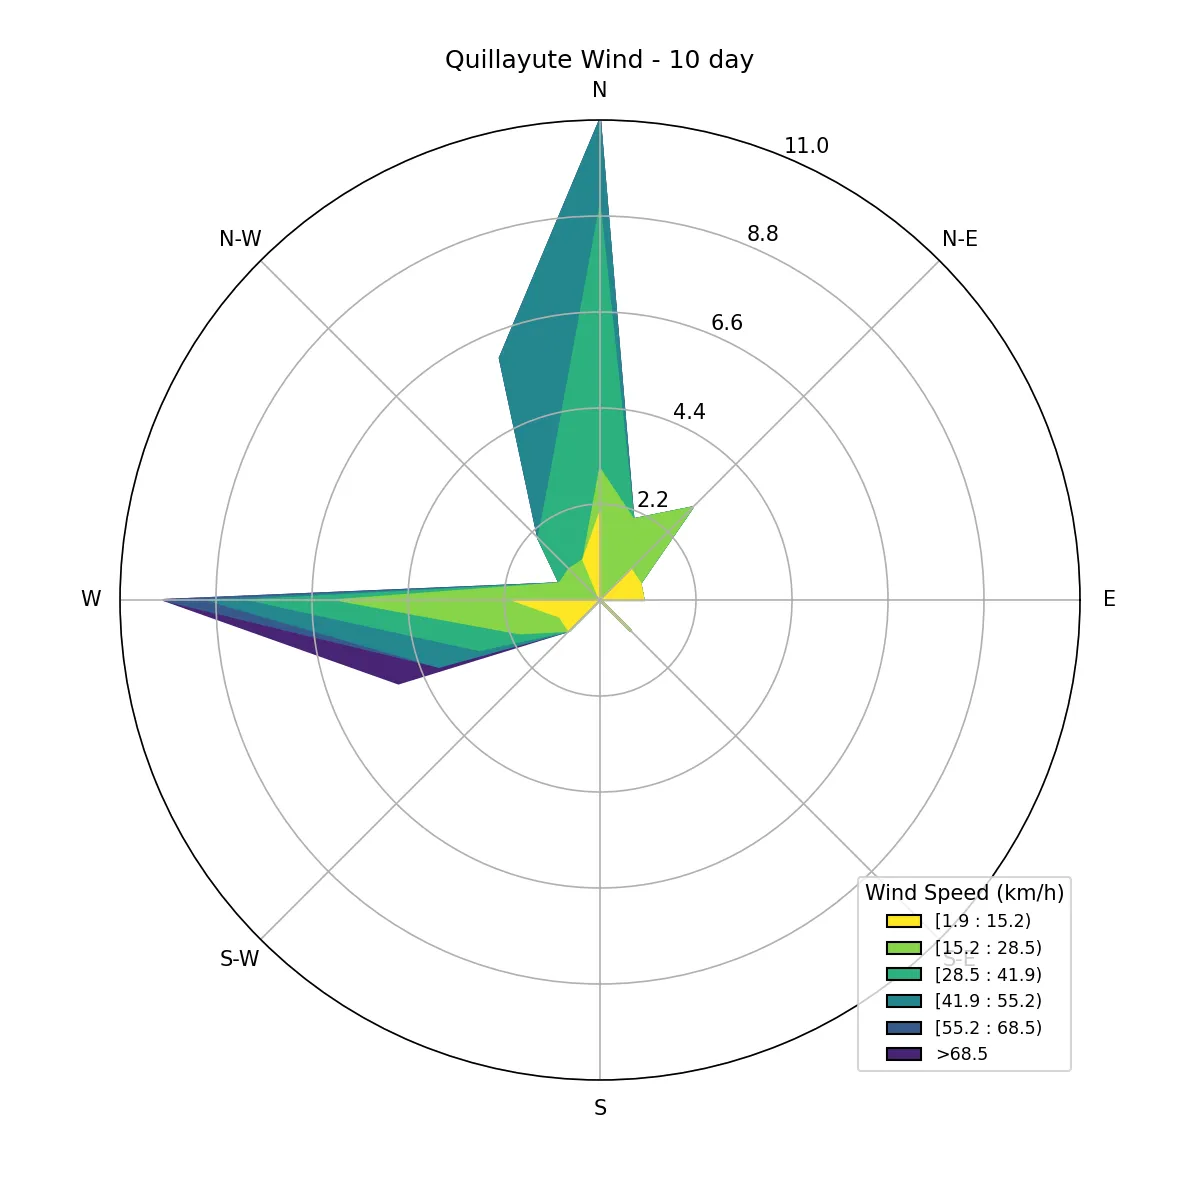 Quillayute Wind - 10 day
N
11.0
N-W
N-E
8.8
6.6
4.4
2.2
W
E
S-W
S-E
S
Wind Speed (km/h)
[1.9 : 15.2)
[15.2 : 28.5)
[28.5 : 41.9)
[41.9 : 55.2)
[55.2 : 68.5)
>68.5